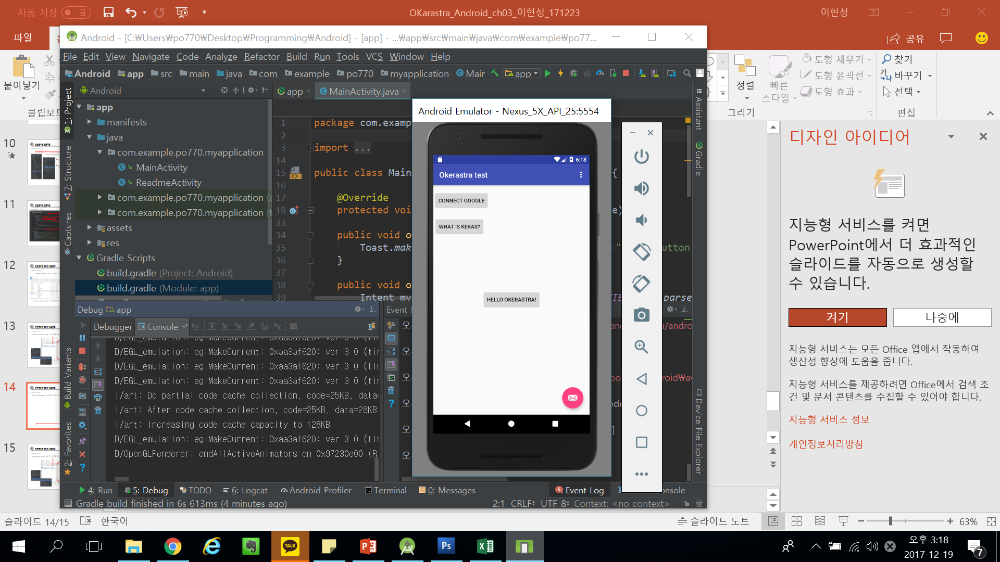 자동 저장 끔
OKarastra_Android_ch03_이현성_171223
이현성
파일
공유
Android - [C:₩Users₩po770₩Desktop₩Programming₩Android] - [app] - ...₩app₩src₩main₩java₩com₩example₩po77...
File Edit View Navigate Code Analyze Refactor Build Run Tools VCS Window Help
Android app src main java com example po770 myapplication Mair app
붙여넣기
클립보드
정렬
빠른
스타일
도형 채우기
도형 윤곽선
도형 효과
그리기
찾기
바꾸기
선택
편집
1: Project
Z: Structure
Captures
Build Variants
2: Favorites
Android
app
manifests
java
com.example.po770.myapplication
MainActivity
ReadmeActivity
com.example.po770.myapplication (a
com.example.po770.myapplication (t
assets
res
Gradle Scripts
build.gradle (Project: Android)
build.gradle (Module: app)
app
MainActivity.java
1 package com.examp
2
3 import ...
14
15 public class Main {
16
17 @Override
18 protected voi e)
33
34 public void o
35 Toast.mak " utton
36 }
37
38 public void o
39 Intent my VIE parse
Android Emulator - Nexus_5X_API_25:5554
6:18
Okerastra test
CONNECT GOOGLE
WHAT IS KERAS?
HELLO OKERASTRA!
Assistant
Gradle
Device File Explorer
Debug app
Debugger Console
D/EGL_emulation: eglMakeCurrent: 0xaa3af620: ver 3 0 (tir
D/EGL_emulation: eglMakeCurrent: 0xaa3af620: ver 3 0 (tir
D/EGL_emulation: eglMakeCurrent: 0xaa3af620: ver 3 0 (tir
D/EGL_emulation: eglMakeCurrent: 0xaa3af620: ver 3 0 (tir
I/art: Do partial code cache collection, code=25KB, data=
I/art: After code cache collection, code=25KB, data=28KB
I/art: Increasing code cache capacity to 128KB
D/EGL_emulation: eglMakeCurrent: 0xaa3af620: ver 3 0 (tir
D/OpenGLRenderer: endAllActiveAnimators on 0x97230e00 (R
Event
4: Run 5: Debug TODO 6: Logcat Android Profiler Terminal 0: Messages Event Log Console
Gradle build finished in 6s 613ms (4 minutes ago)
2:1 CRLF UTF-8 Context: <no context>
10
11
12
13
14
15
디자인 아이디어
지능형 서비스를 켜면
PowerPoint에서 더 효과적인
슬라이드를 자동으로 생성할
수 있습니다.
켜기
나중에
지능형 서비스는 모든 Office 앱에서 작동하여
생산성 향상에 도움을 줍니다.
지능형 서비스를 제공하려면 Office에서 검색 조
건 및 문서 콘텐츠를 수집할 수 있어야 합니다.
지능형 서비스 정보
개인정보처리방침
슬라이드 14/15 한국어
슬라이드 노트
63%
TALK
Ps
오후 3:18
2017-12-19
7